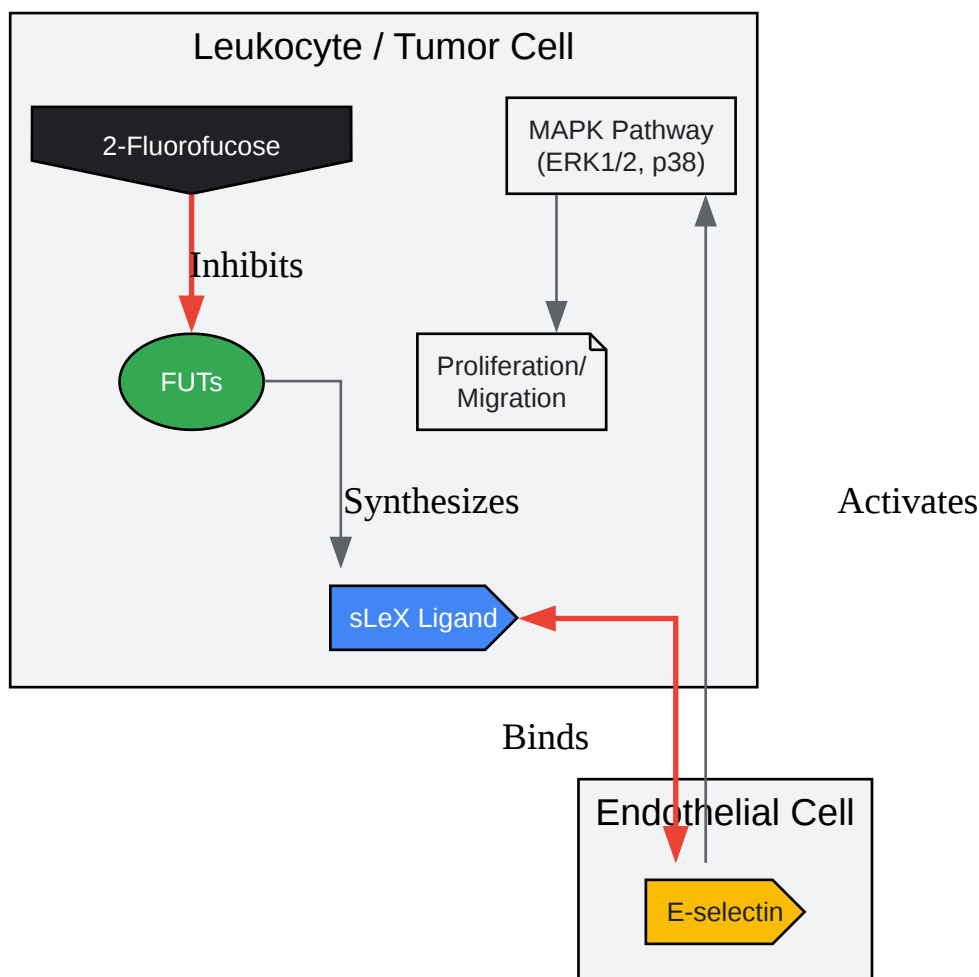 Leukocyte / Tumor Cell
2-Fluorofucose
MAPK Pathway
(ERK1/2, p38)
Inhibits
FUTs
Proliferation/
Migration
Synthesizes
Activates
sLeX Ligand
Binds
Endothelial Cell
E-selectin